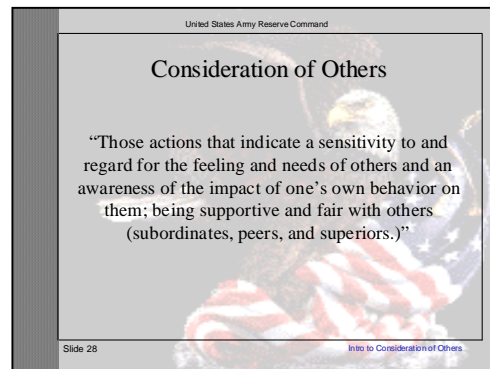 United States Army Reserve Command
Consideration of Others
“Those actions that indicate a sensitivity to and
regard for the feeling and needs of others and an
awareness of the impact of one’s own behavior on
them; being supportive and fair with others
(subordinates, peers, and superiors.)”
Slide 28
Intro to Consideration of Others